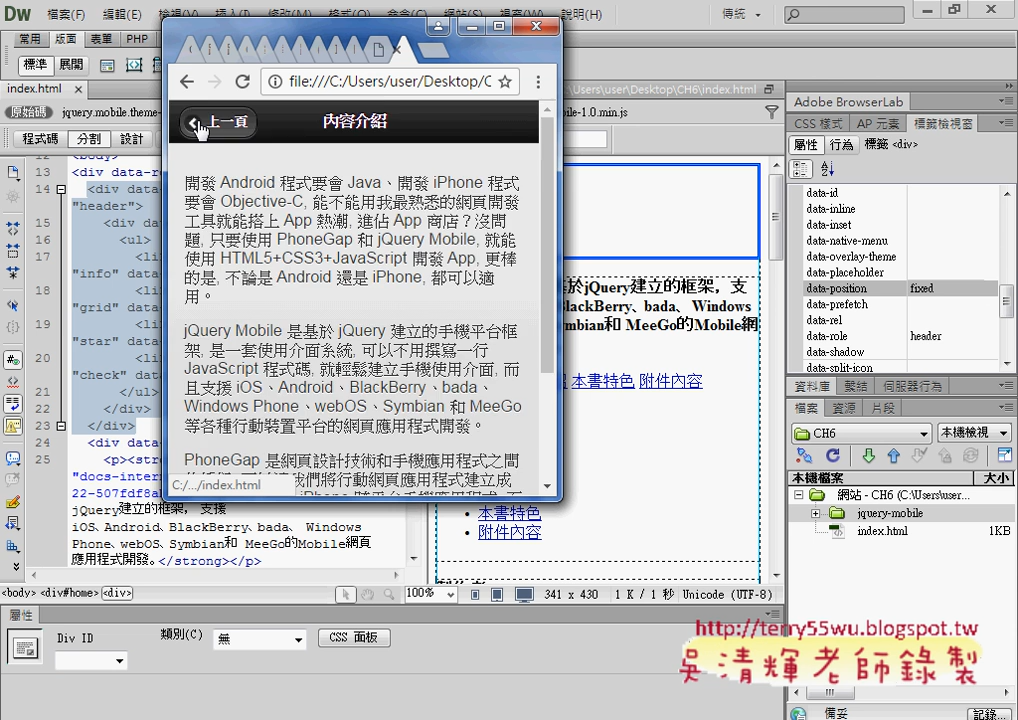 Dw 檔案(F) 編輯(E) 說明(H) 傳統
常用 版面 表單 PHP
標準 展開
index.html
原始碼 jquery.mobile.theme-
程式碼 分割 設計
file:///C:/Users/user/Desktop/C
/Users\user\Desktop\CH6\index.html
bile-1.0.min.js
上一頁 內容介紹
開發 Android 程式要會 Java、開發 iPhone 程式
要會 Objective-C, 能不能用我最熟悉的網頁開發
工具就能搭上 App 熱潮, 進佔 App 商店？沒問
題, 只要使用 PhoneGap 和 jQuery Mobile, 就能
使用 HTML5+CSS3+JavaScript 開發 App, 更棒
的是, 不論是 Android 還是 iPhone, 都可以適
用。
jQuery Mobile 是基於 jQuery 建立的手機平台框
架, 是一套使用介面系統, 可以不用撰寫一行
JavaScript 程式碼, 就輕鬆建立手機使用介面, 而
且支援 iOS、Android、BlackBerry、bada、
Windows Phone、webOS、Symbian 和 MeeGo
等各種行動裝置平台的網頁應用程式開發。
PhoneGap 是網頁設計技術和手機應用程式之間
們將行動網頁應用程式建立成
C:/.../index.html
12 <body>
13 <div data-r
14 <div data
"header">
15 <div
16 <ul>
17 <l
"info" data
18 <l
"grid" data
19 <l
"star" data
20 <l
"check" dat
21 </ul
22 </div>
23 </div>
24 <div data
25 <p><str
"docs-inter
22-507fdf8a
jQuery建立的框架，支援
iOS、Android、BlackBerry、bada、Windows
Phone、webOS、Symbian和 MeeGo的Mobile網頁
應用程式開發。</strong></p>
基於jQuery建立的框架，支
BlackBerry、bada、Windows
mbian和 MeeGo的Mobile網
本書特色 附件內容
本書特色
附件內容
<body> <div#home> <div>
100% 341 x 430 1 K / 1 秒 Unicode (UTF-8)
屬性
Div ID 類別(C) 無 CSS 面板
Adobe BrowserLab
CSS 樣式 AP 元素 標籤檢視窗
屬性 行為 標籤 <div>
data-id
data-inline
data-inset
data-native-menu
data-overlay-theme
data-placeholder
data-position fixed
data-prefetch
data-rel
data-role header
data-shadow
data-split-icon
資料庫 繫結 伺服器行為
檔案 資源 片段
CH6 本機檢視
本機檔案 大小
網站 - CH6 (C:\Users\user...
jquery-mobile
index.html 1KB
http://terry55wu.blogspot.tw
吳清輝老師錄製
備妥 記錄...